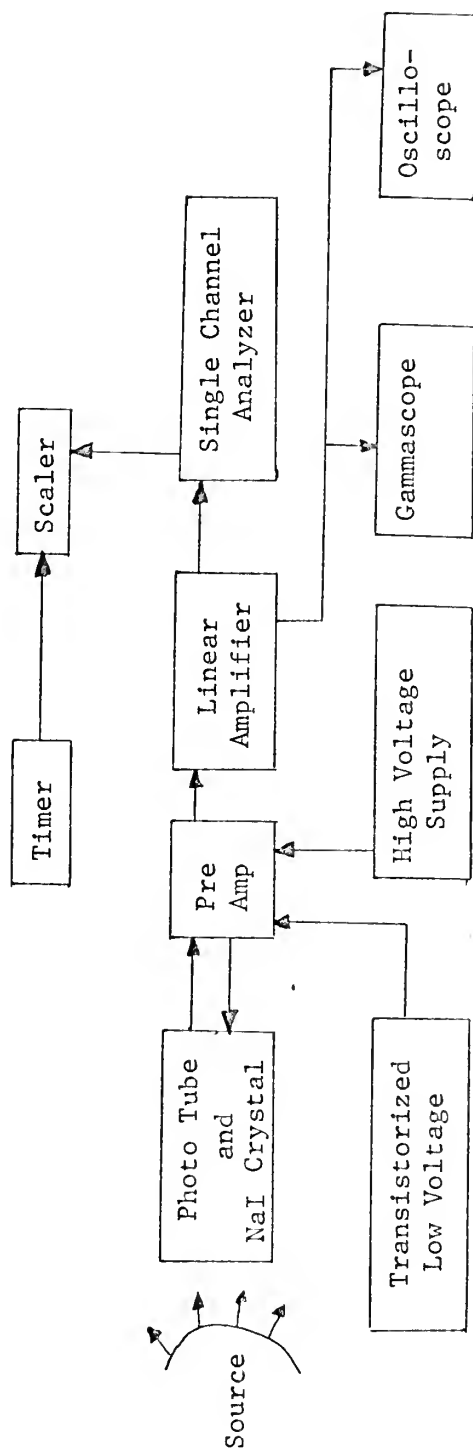 Timer
Scaler
Source
Photo Tube
and
NaI Crystal
Pre
Amp
Linear
Amplifier
Single Channel
Analyzer
Transistorized
Low Voltage
High Voltage
Supply
Gammascope
Oscillo-
scope